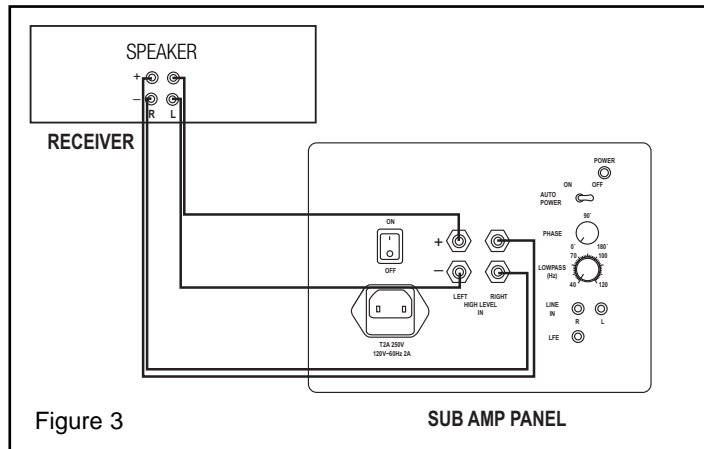 SPEAKER
+
–
R L
RECEIVER
POWER
ON OFF
AUTO
POWER
90˚
PHASE
0˚ 180˚
70 100
LOWPASS
(Hz)
40 120
ON
OFF
+
–
LEFT RIGHT
HIGH LEVEL
IN
LINE
IN
R L
LFE
T2A 250V
120V~60Hz 2A
Figure 3
SUB AMP PANEL